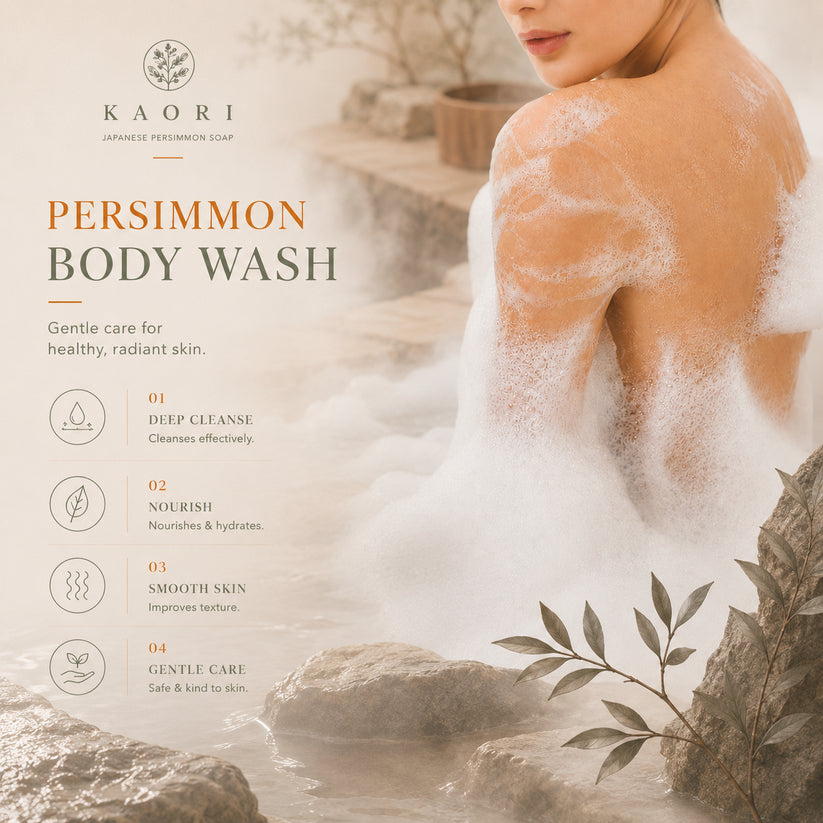 KAORI
JAPANESE PERSIMMON SOAP
PERSIMMON
BODY WASH
Gentle care for
healthy, radiant skin.
01
DEEP CLEANSE
Cleanses effectively.
02
NOURISH
Nourishes & hydrates.
03
SMOOTH SKIN
Improves texture.
04
GENTLE CARE
Safe & kind to skin.